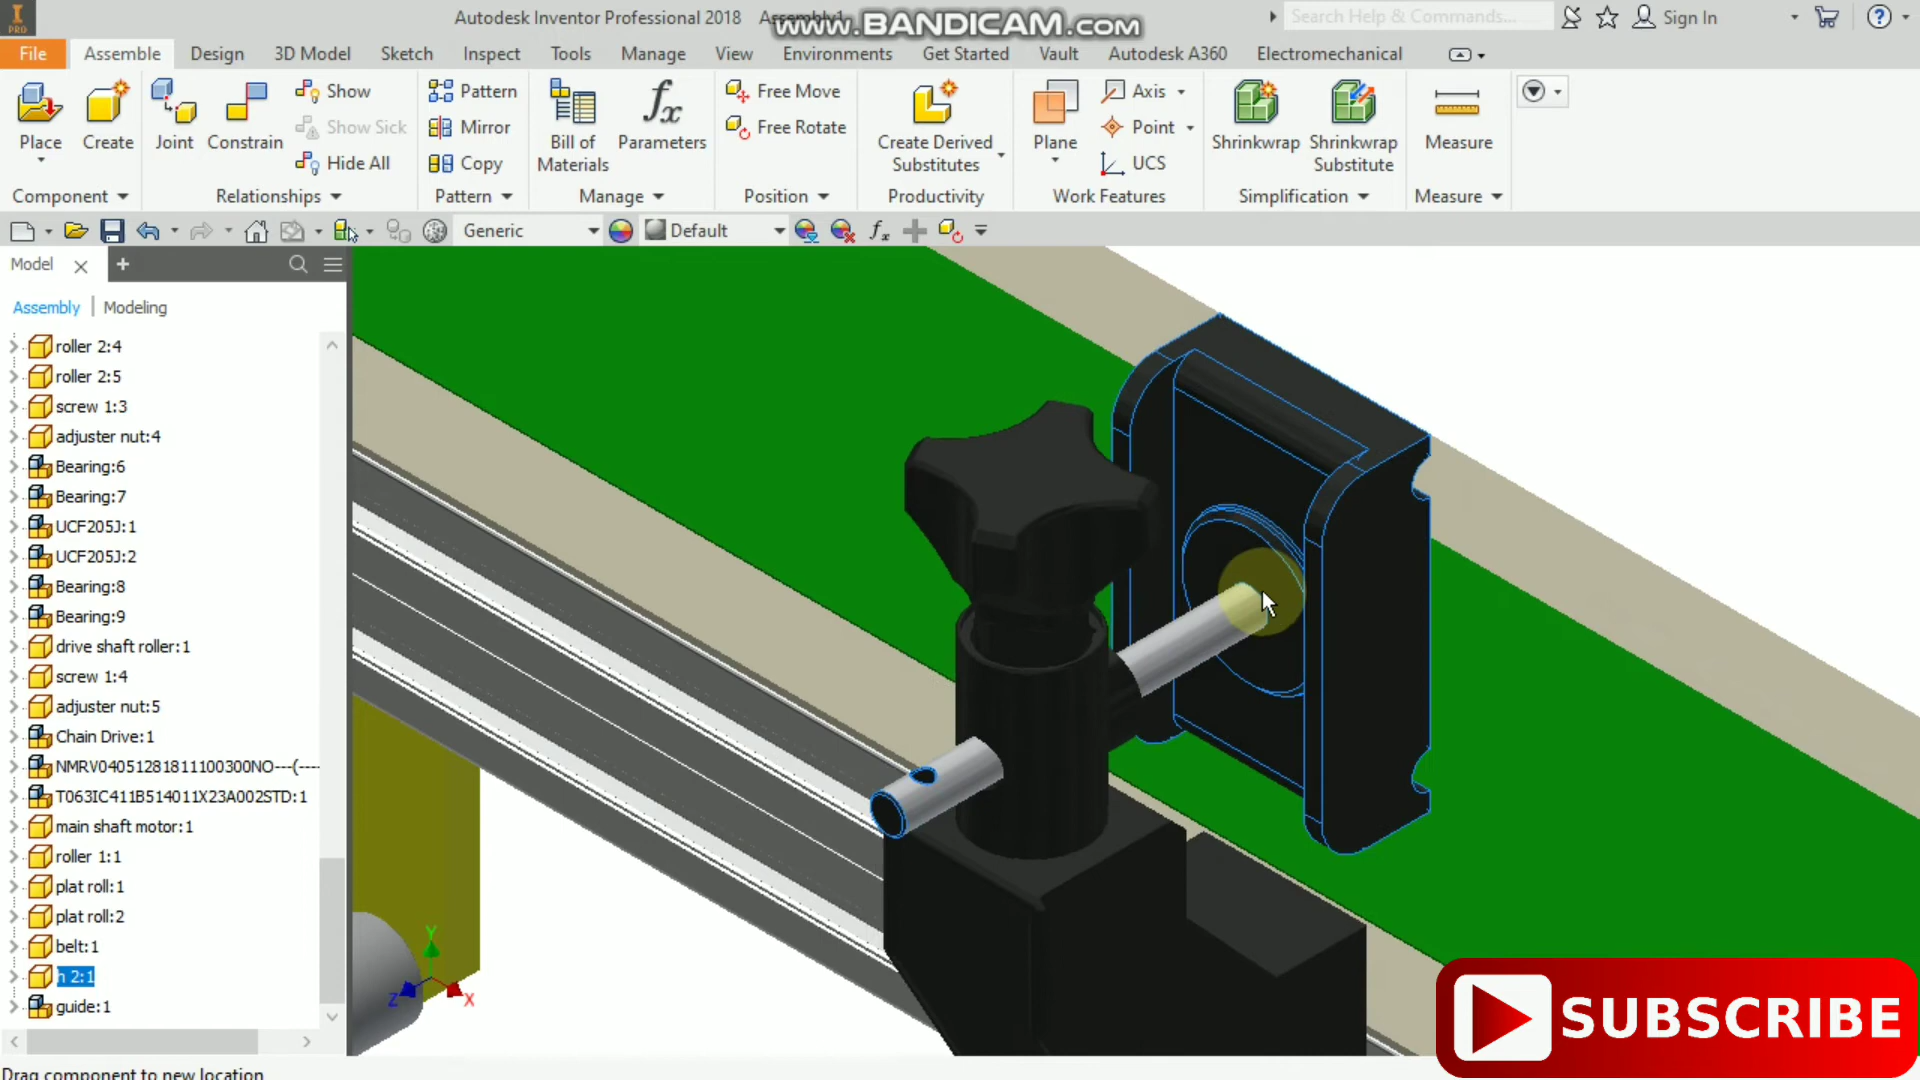 Autodesk Inventor Professional 2018 Assembly1
www.BANDICAM.com
Search Help & Commands...
Sign In
PRO
File Assemble Design 3D Model Sketch Inspect Tools Manage View Environments Get Started Vault Autodesk A360 Electromechanical
Place Create Joint Constrain
Show
Show Sick
Hide All
Pattern
Mirror
Copy
Bill of Materials
Parameters
Free Move
Free Rotate
Create Derived Substitutes
Plane
Axis
Point
UCS
Shrinkwrap
Shrinkwrap Substitute
Measure
Component Relationships Pattern Manage Position Productivity Work Features Simplification Measure
Generic Default
Model
Assembly | Modeling
roller 2:4
roller 2:5
screw 1:3
adjuster nut:4
Bearing:6
Bearing:7
UCF205J:1
UCF205J:2
Bearing:8
Bearing:9
drive shaft roller:1
screw 1:4
adjuster nut:5
Chain Drive:1
NMRV04051281811100300NO---(---
T063IC411B514011X23A002STD:1
main shaft motor:1
roller 1:1
plat roll:1
plat roll:2
belt:1
h 2:1
guide:1
Y
Z
X
SUBSCRIBE
Drag component to new location